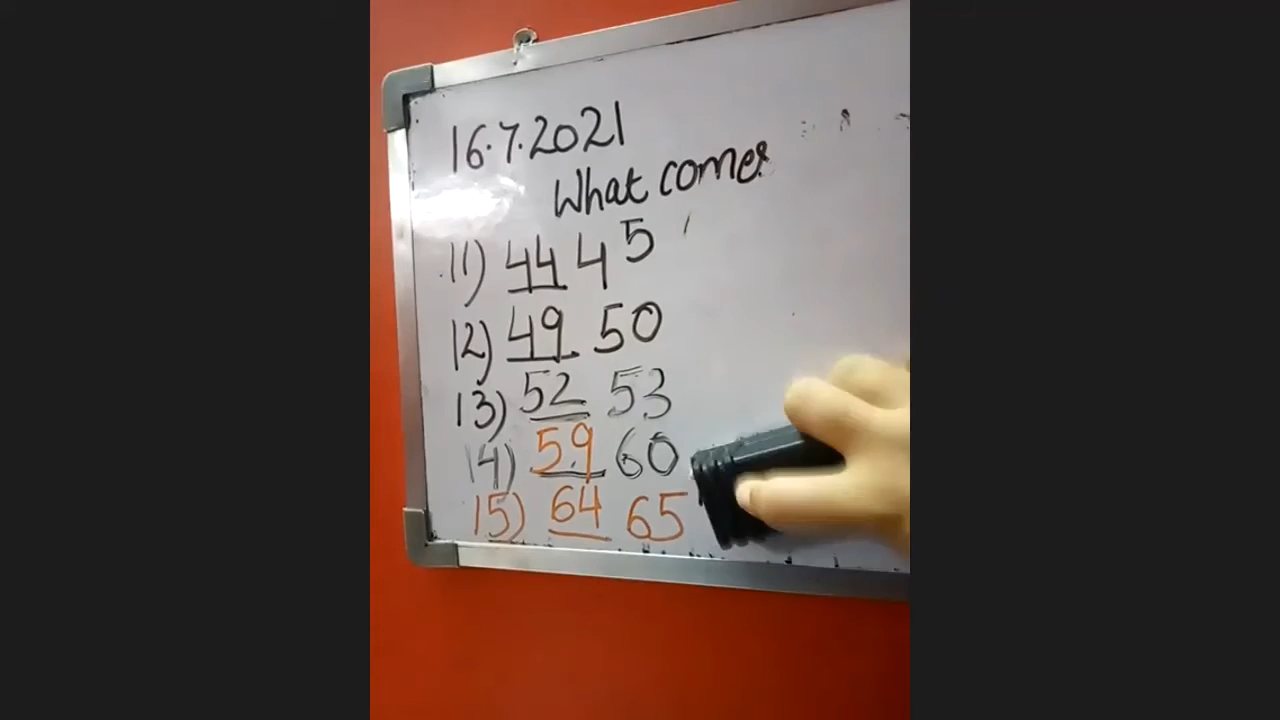 16.7.2021
What comes
11) 44 45
12) 49 50
13) 52 53
14) 59 60
15) 64 65